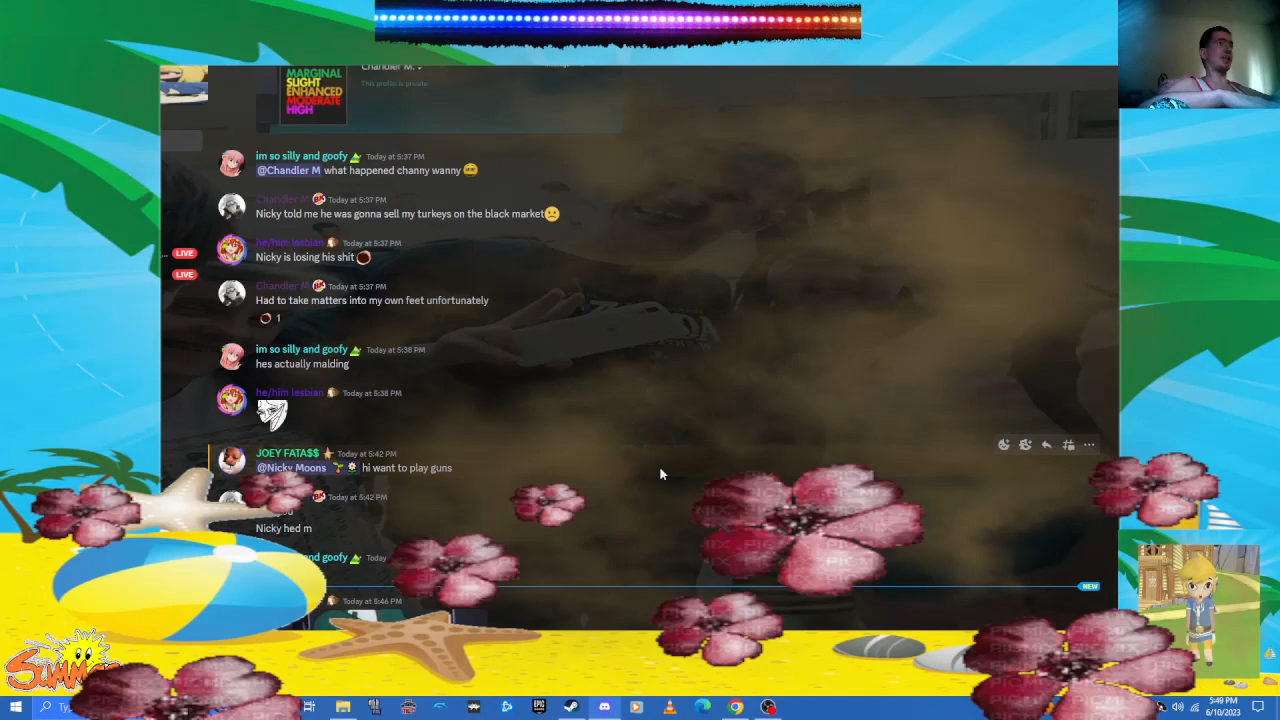 MARGINAL
SLIGHT
ENHANCED
MODERATE
HIGH
Chandler M.
This profile is private.
im so silly and goofy Today at 5:37 PM
@Chandler M what happened channy wanny
Chandler M Today at 5:37 PM
Nicky told me he was gonna sell my turkeys on the black market
he/him lesbian Today at 5:37 PM
Nicky is losing his shit
LIVE
LIVE
Chandler M Today at 5:37 PM
Had to take matters into my own feet unfortunately
1
im so silly and goofy Today at 5:38 PM
hes actually malding
he/him lesbian Today at 5:38 PM
JOEY FATA$$ Today at 5:42 PM
@Nicky Moons hi want to play guns
Today at 5:42 PM
Nicky hed m
nd goofy Today
NEW
Today at 5:46 PM
Summer
EPIC
5:49 PM
6/10/2023